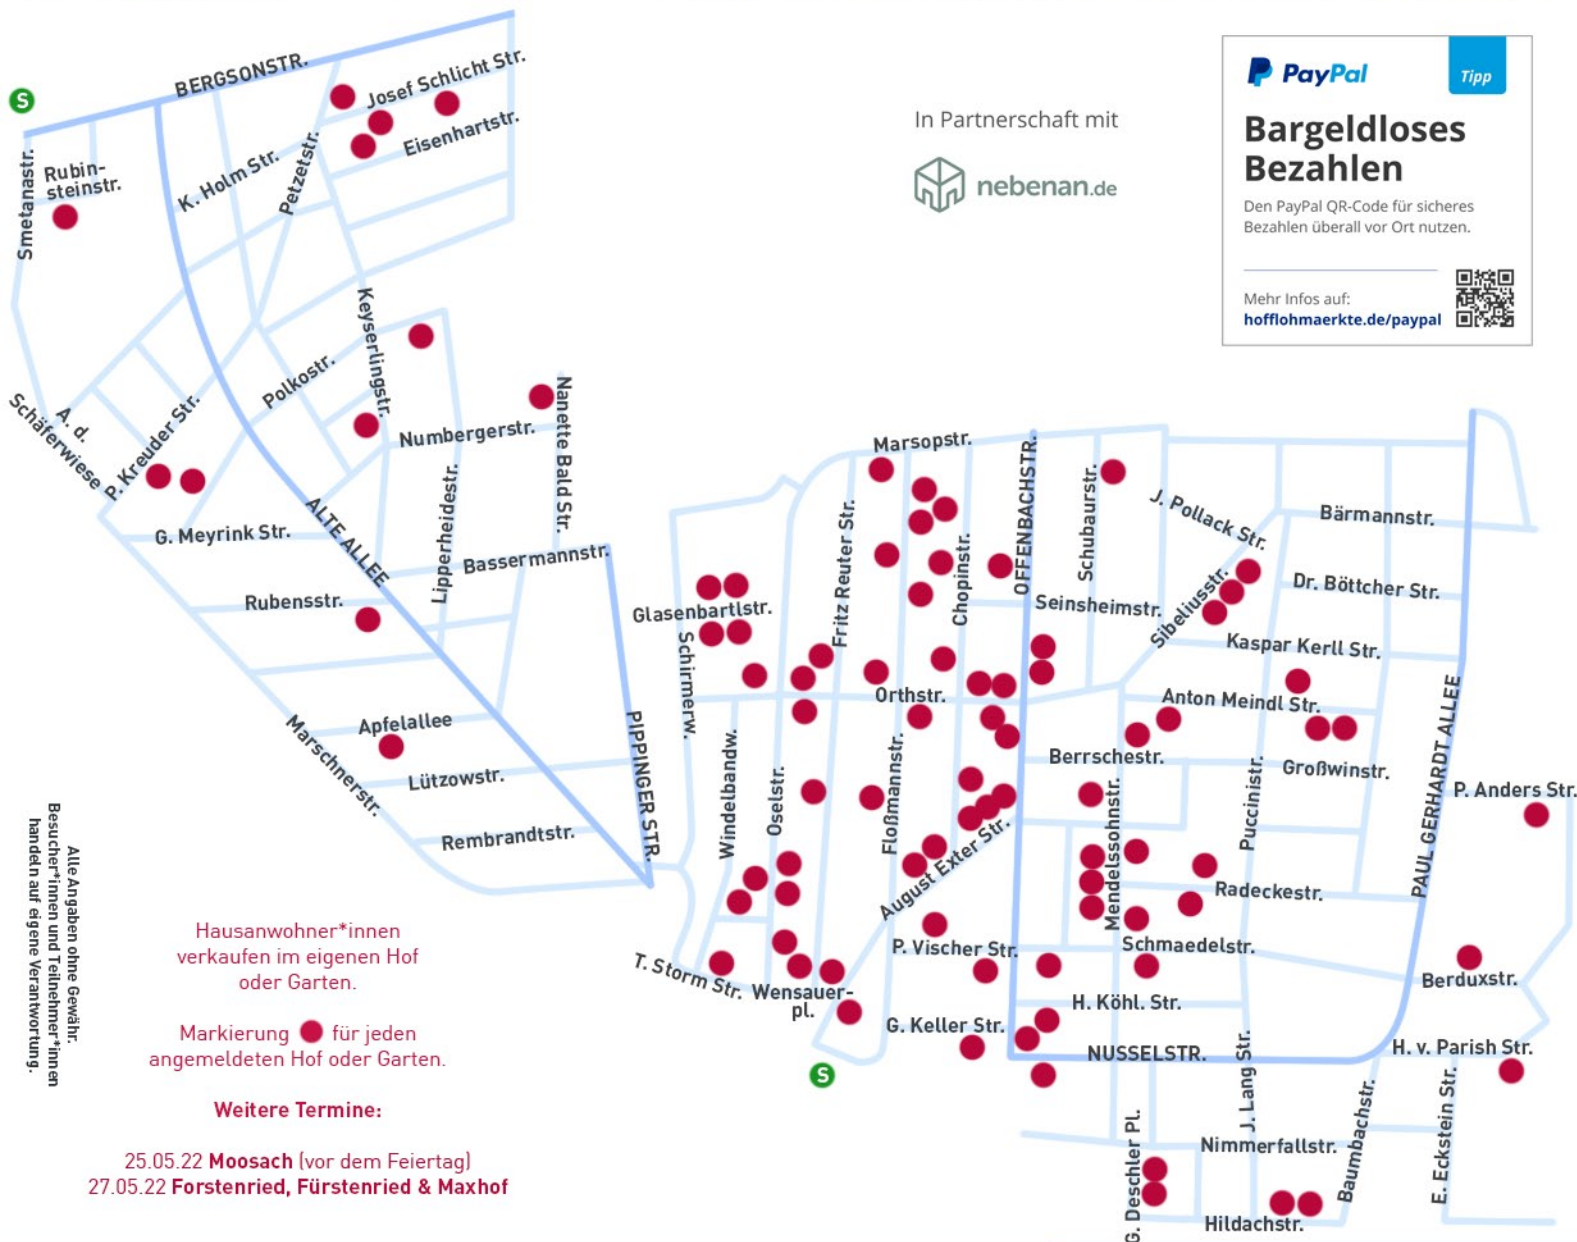 BERGSONSTR.
S
Josef Schlicht Str.
Eisenhartstr.
K. Holm Str.
Petzetstr.
Smetanastr.
Rubin-
steinstr.
Keyserlingstr.
Polkostr.
Numbergerstr.
Nanette Bald Str.
A. d.
Schäferwiese
P. Kreuder Str.
G. Meyrink Str.
ALTE ALLEE
Lipperheidestr.
Bassermannstr.
Rubensstr.
Apfelallee
Marschnerstr.
Lützowstr.
Rembrandtstr.
PIPPINGER STR.
In Partnerschaft mit
nebenan.de
PayPal
Tipp
Bargeldloses
Bezahlen
Den PayPal QR-Code für sicheres
Bezahlen überall vor Ort nutzen.
Mehr Infos auf:
hofflohmaerkte.de/paypal
Marsopstr.
Fritz Reuter Str.
Chopinstr.
OFFENBACHSTR.
Schubaurstr.
J. Pollack Str.
Bärmannstr.
Glasenbartlstr.
Schirmerw.
Seinsheimstr.
Sibeliusstr.
Dr. Böttcher Str.
Kaspar Kerll Str.
Orthstr.
Anton Meindl Str.
Windelbandw.
Oselstr.
Floßmannstr.
Berrschestr.
Großwinstr.
Puccinistr.
PAUL GERHARDT ALLEE
P. Anders Str.
Mendelssohnstr.
August Exter Str.
Radeckestr.
P. Vischer Str.
Schmaedelstr.
T. Storm Str.
Wensauer-
pl.
G. Keller Str.
H. Köhl. Str.
Berduxstr.
NUSSELSTR.
H. v. Parish Str.
S
J. Lang Str.
G. Deschler Pl.
Nimmerfallstr.
Baumbachstr.
E. Eckstein Str.
Hildachstr.
Alle Angaben ohne Gewähr.
Besucher*innen und Teilnehmer*innen
handeln auf eigene Verantwortung.
Hausanwohner*innen
verkaufen im eigenen Hof
oder Garten.
Markierung für jeden
angemeldeten Hof oder Garten.
Weitere Termine:
25.05.22 Moosach (vor dem Feiertag)
27.05.22 Forstenried, Fürstenried & Maxhof